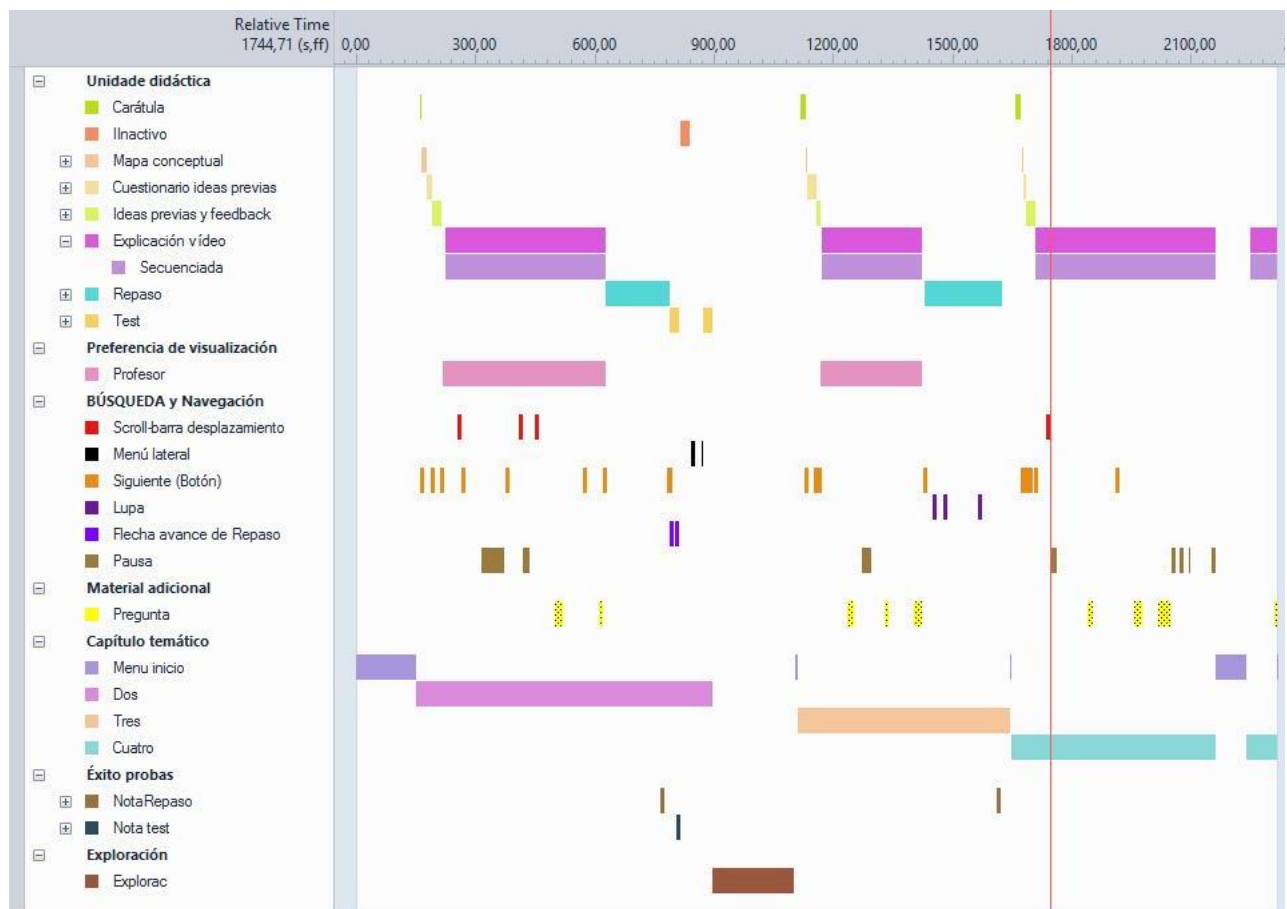 Relative Time
1744,71 (s,ff) 0,00 300,00 600,00 900,00 1200,00 1500,00 1800,00 2100,00
Unidade didáctica
Carátula
IInactivo
Mapa conceptual
Cuestionario ideas previas
Ideas previas y feedback
Explicación vídeo
Secuenciada
Repaso
Test
Preferencia de visualización
Profesor
BÚSQUEDA y Navegación
Scroll-barra desplazamiento
Menú lateral
Siguiente (Botón)
Lupa
Flecha avance de Repaso
Pausa
Material adicional
Pregunta
Capítulo temático
Menu inicio
Dos
Tres
Cuatro
Éxito probas
NotaRepaso
Nota test
Exploración
Explorac